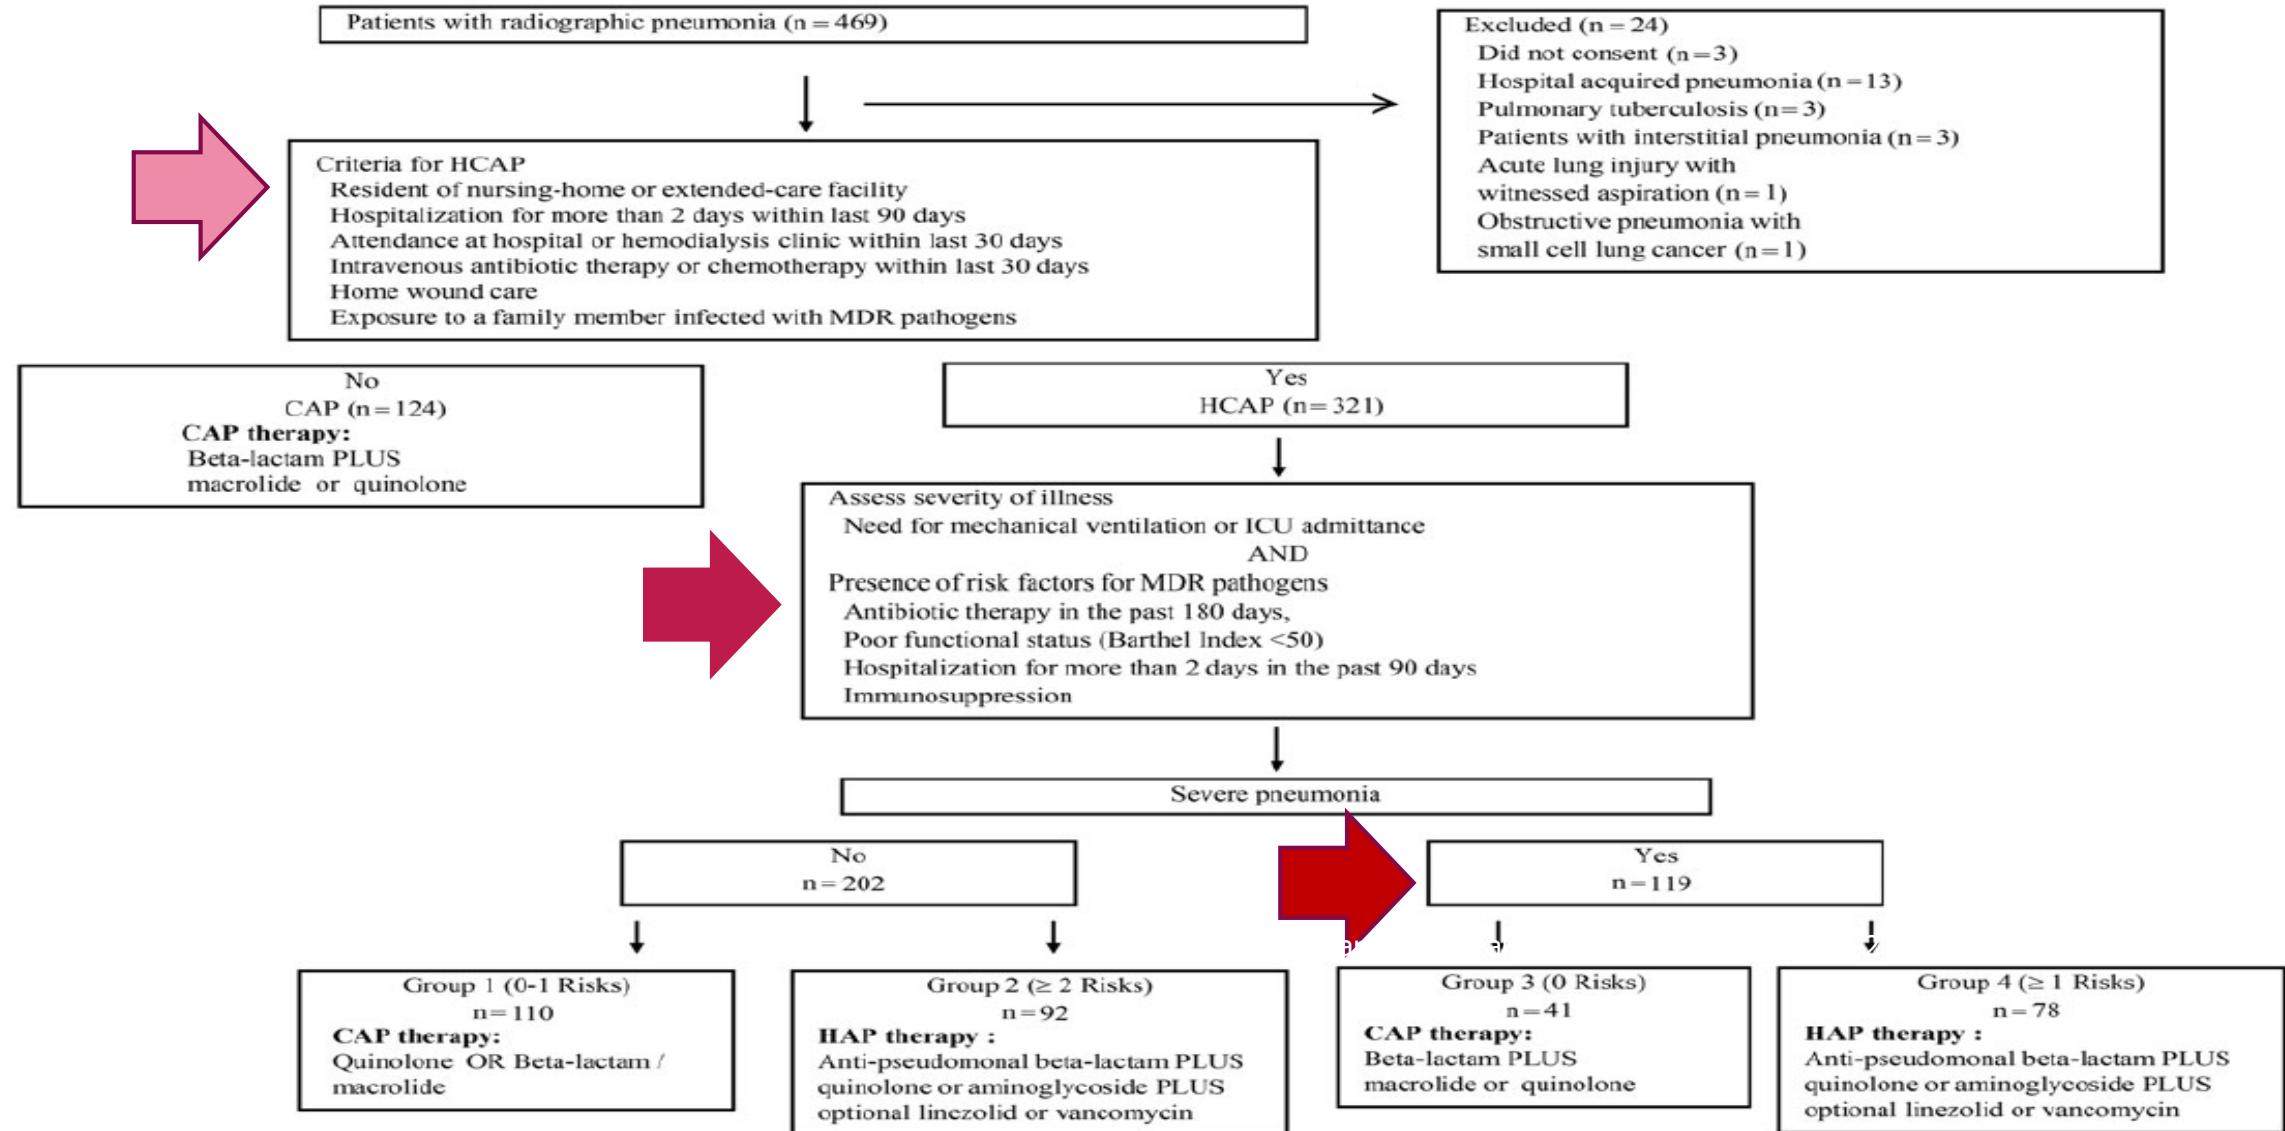 Patients with radiographic pneumonia (n = 469)
Excluded (n = 24)
Did not consent (n = 3)
Hospital acquired pneumonia (n = 13)
Pulmonary tuberculosis (n = 3)
Patients with interstitial pneumonia (n = 3)
Acute lung injury with
witnessed aspiration (n = 1)
Obstructive pneumonia with
small cell lung cancer (n = 1)
Criteria for HCAP
Resident of nursing-home or extended-care facility
Hospitalization for more than 2 days within last 90 days
Attendance at hospital or hemodialysis clinic within last 30 days
Intravenous antibiotic therapy or chemotherapy within last 30 days
Home wound care
Exposure to a family member infected with MDR pathogens
No
CAP (n = 124)
CAP therapy:
Beta-lactam PLUS
macrolide or quinolone
Yes
HCAP (n = 321)
Assess severity of illness
Need for mechanical ventilation or ICU admittance
AND
Presence of risk factors for MDR pathogens
Antibiotic therapy in the past 180 days,
Poor functional status (Barthel Index <50)
Hospitalization for more than 2 days in the past 90 days
Immunosuppression
Severe pneumonia
No
n = 202
Yes
n = 119
Group 1 (0-1 Risks)
n = 110
CAP therapy:
Quinolone OR Beta-lactam /
macrolide
Group 2 (≥ 2 Risks)
n = 92
HAP therapy :
Anti-pseudomonal beta-lactam PLUS
quinolone or aminoglycoside PLUS
optional linezolid or vancomycin
Group 3 (0 Risks)
n = 41
CAP therapy:
Beta-lactam PLUS
macrolide or quinolone
Group 4 (≥ 1 Risks)
n = 78
HAP therapy :
Anti-pseudomonal beta-lactam PLUS
quinolone or aminoglycoside PLUS
optional linezolid or vancomycin